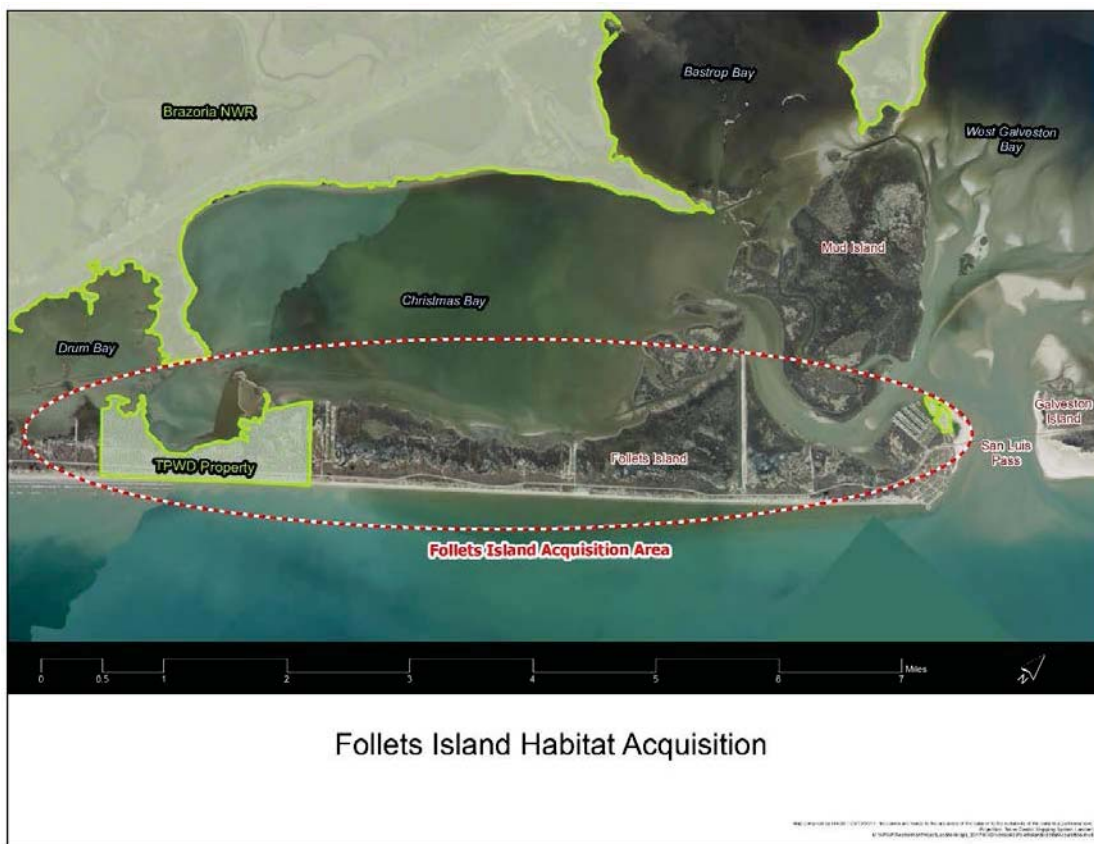 Bastrop Bay
Brazoria NWR
West Galveston
Bay
Mud Island
Christmas Bay
Drum Bay
Galveston
Island
San Luis
Pass
Follets Island
TPWD Property
Follets Island Acquisition Area
0 0.5 1 2 3 4 5 6 7 Miles
N
Follets Island Habitat Acquisition